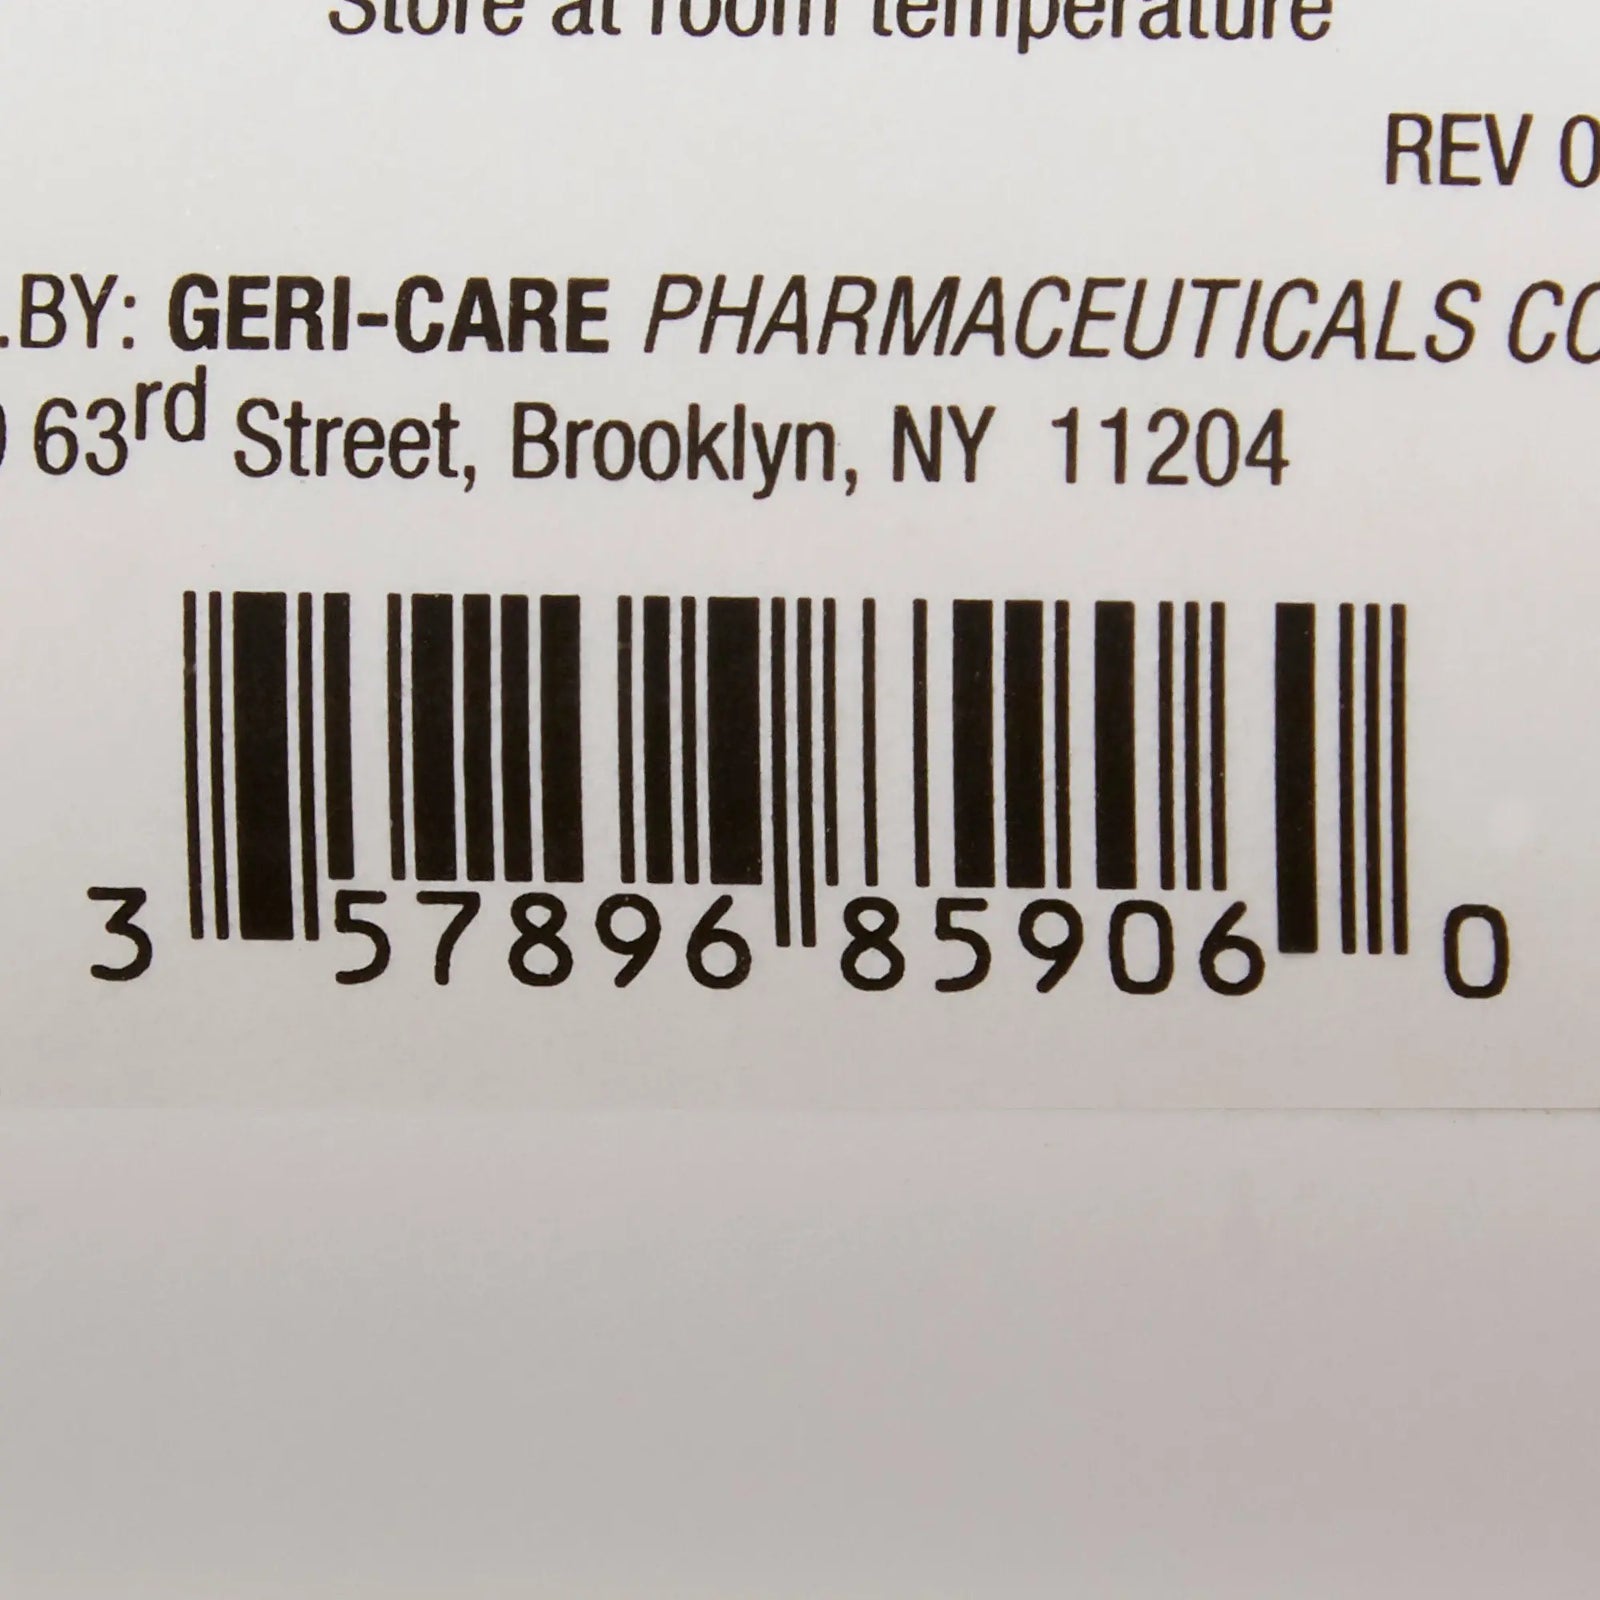 Store at room temperature
REV 0
.BY: GERI-CARE PHARMACEUTICALS CO
63rd Street, Brooklyn, NY 11204
3 57896 85906 0